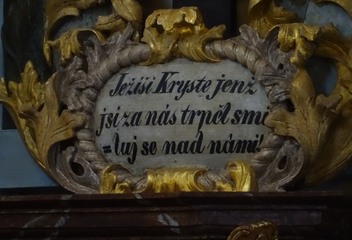 Ježíši Kryste jenž
jsi za nás trpěl smi
=luj se nad námi!